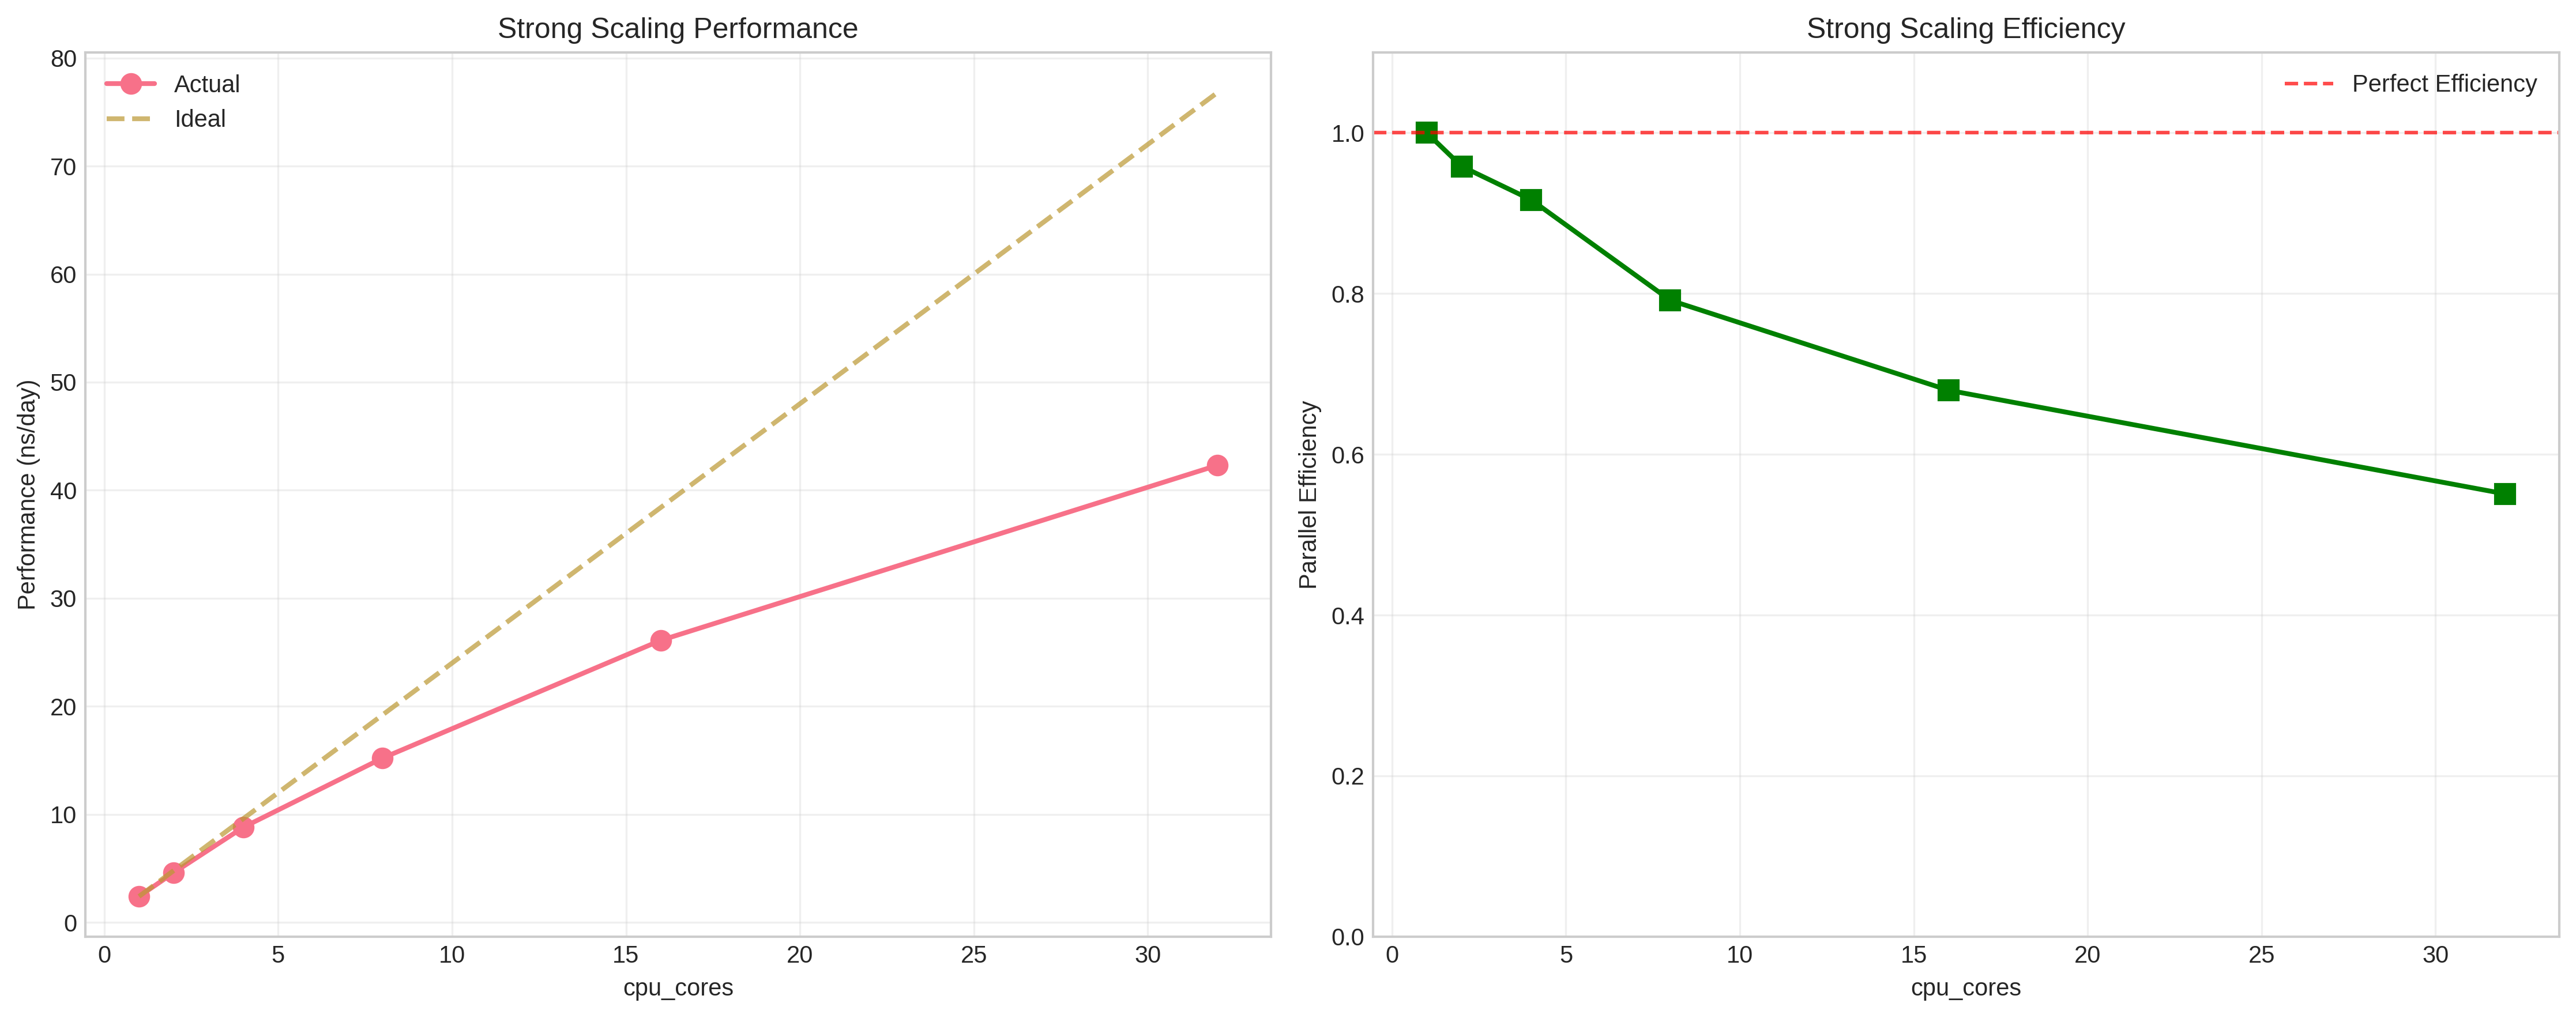 Strong Scaling Performance
Actual
Ideal
80
70
60
50
40
30
20
10
0
Performance (ns/day)
0 5 10 15 20 25 30
cpu_cores
Strong Scaling Efficiency
Perfect Efficiency
1.0
0.8
0.6
0.4
0.2
0.0
Parallel Efficiency
0 5 10 15 20 25 30
cpu_cores